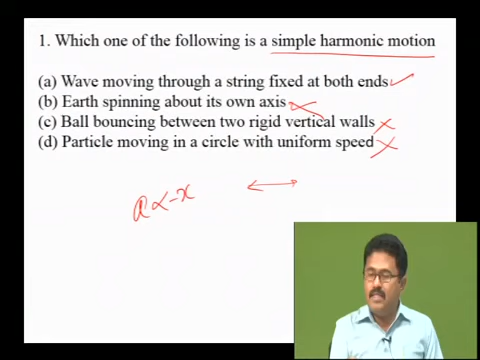 1. Which one of the following is a simple harmonic motion
(a) Wave moving through a string fixed at both ends
(b) Earth spinning about its own axis
(c) Ball bouncing between two rigid vertical walls
(d) Particle moving in a circle with uniform speed
a ∝ -x